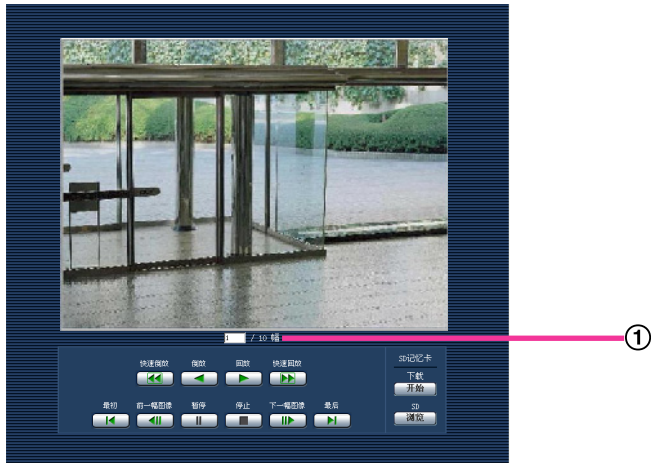 1 / 10 幅
①
快速倒放 倒放 回放 快速回放
最初 前一幅图像 暂停 停止 下一幅图像 最后
SD记忆卡
下载
开始
SD
浏览